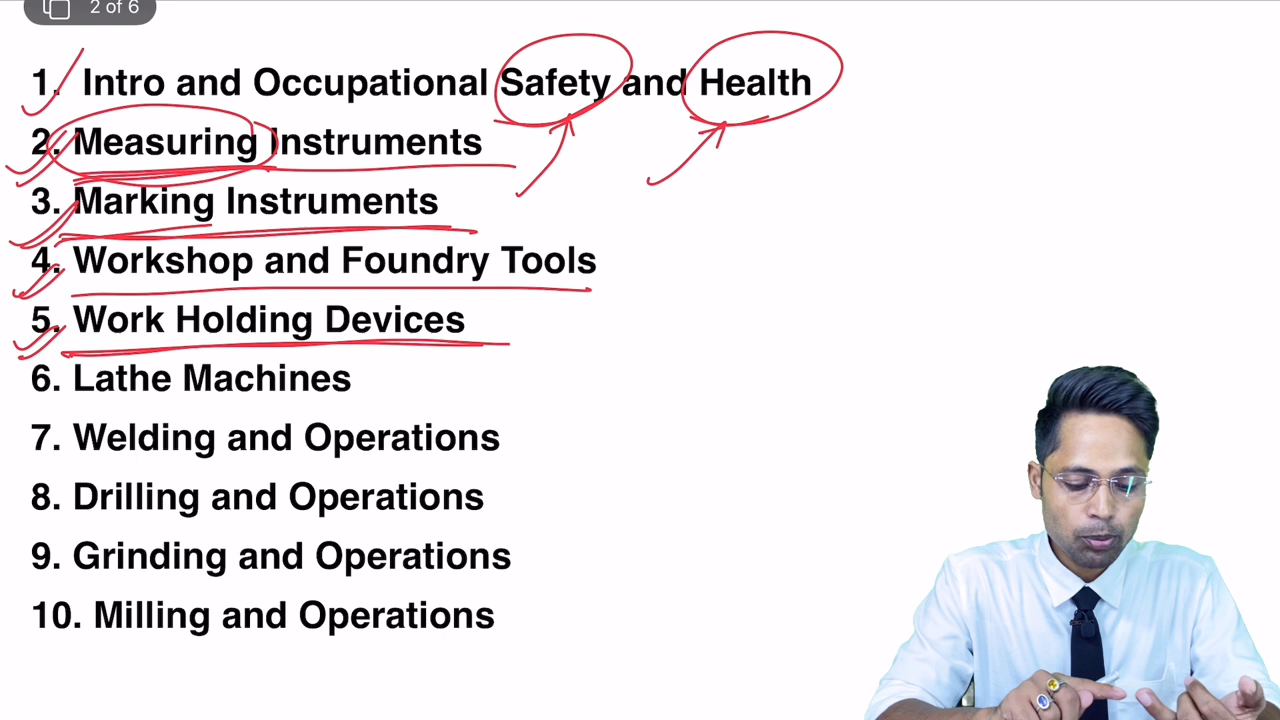 2 of 6
1. Intro and Occupational Safety and Health
2. Measuring Instruments
3. Marking Instruments
4. Workshop and Foundry Tools
5. Work Holding Devices
6. Lathe Machines
7. Welding and Operations
8. Drilling and Operations
9. Grinding and Operations
10. Milling and Operations